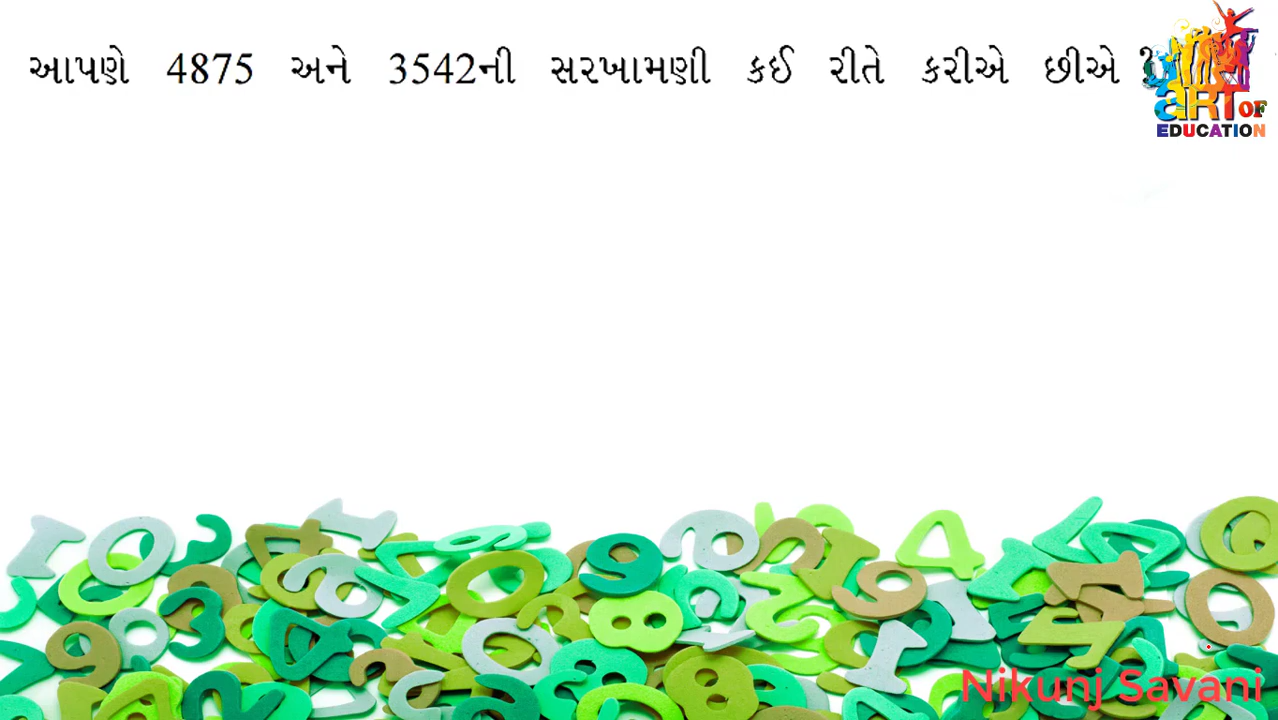 આપણે 4875 અને 3542ની સરખામણી કઈ રીતે કરીએ છીએ ?
aRT OF
EDUCATION
Nikunj Savani